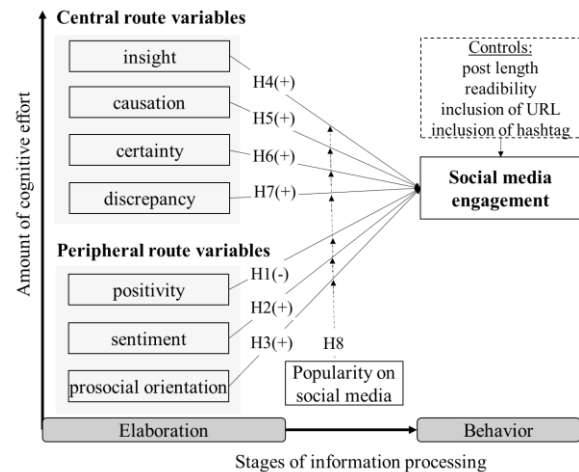 Central route variables
insight
causation
certainty
discrepancy
H4(+)
H5(+)
H6(+)
H7(+)
Peripheral route variables
positivity
sentiment
prosocial orientation
H1(-)
H2(+)
H3(+)
H8
Popularity on
social media
Controls:
post length
readibility
inclusion of URL
inclusion of hashtag
Social media
engagement
Amount of cognitive effort
Elaboration
Behavior
Stages of information processing